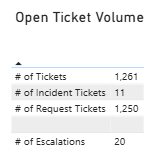 Open Ticket Volume
# of Tickets 1,261
# of Incident Tickets 11
# of Request Tickets 1,250
# of Escalations 20